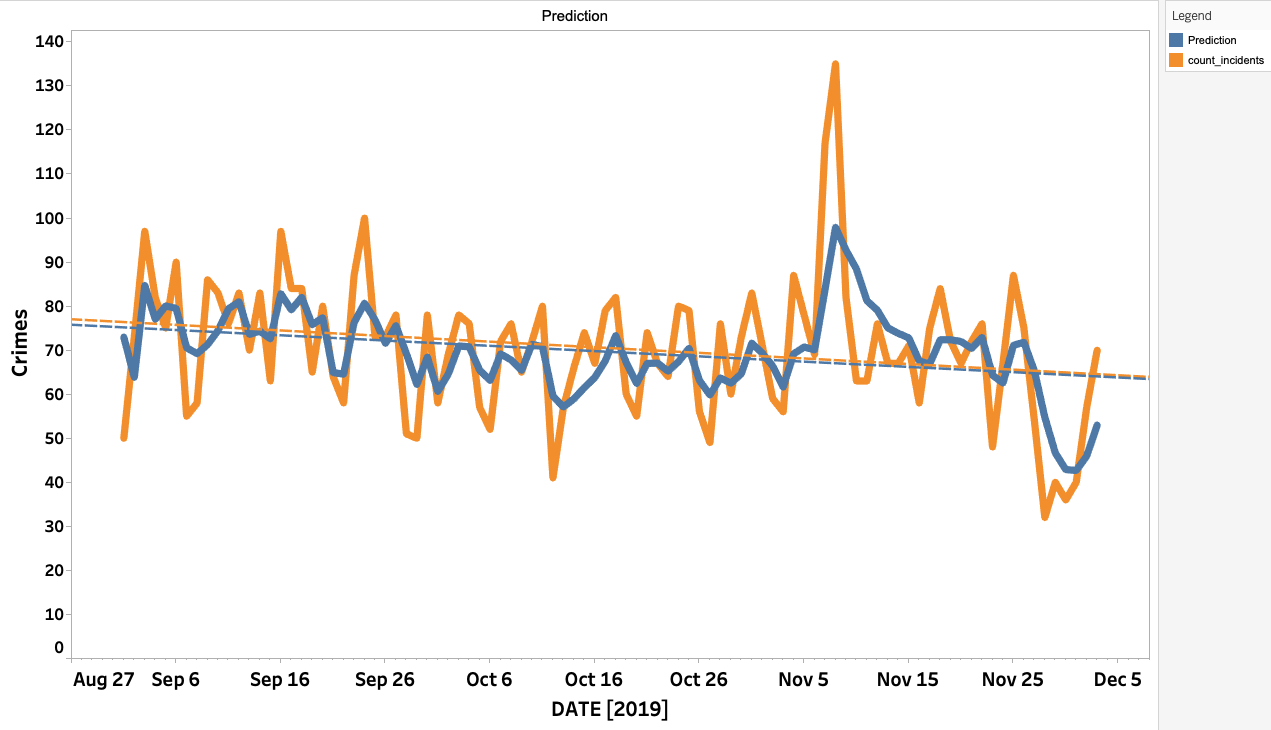 Prediction
Legend
Prediction
count_incidents
140
130
120
110
100
90
80
70
60
50
40
30
20
10
0
Crimes
Aug 27 Sep 6 Sep 16 Sep 26 Oct 6 Oct 16 Oct 26 Nov 5 Nov 15 Nov 25 Dec 5
DATE [2019]